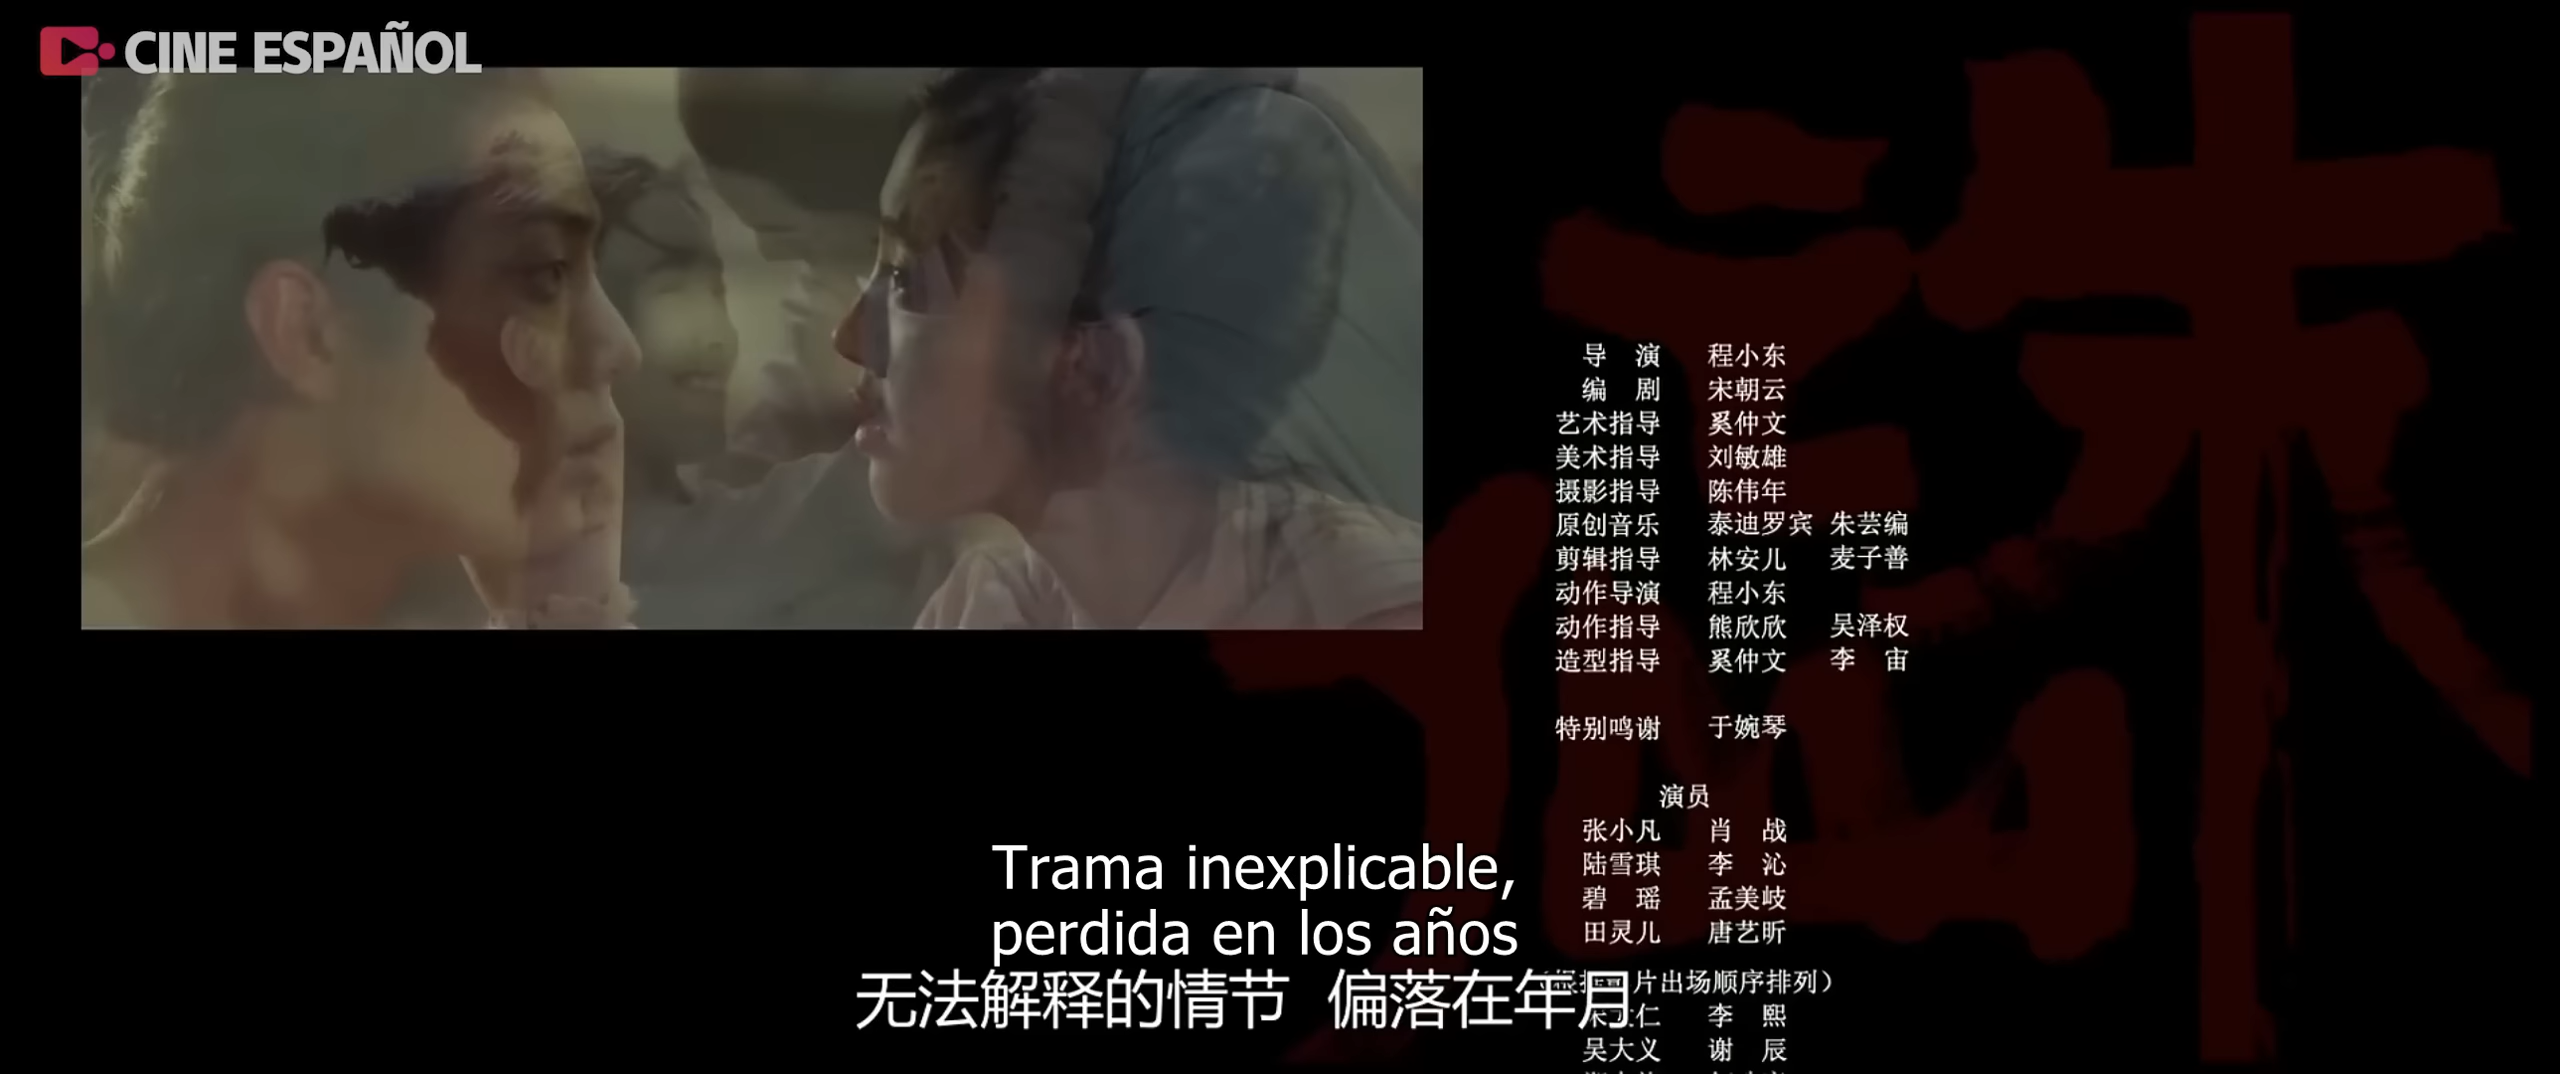 CINE ESPAÑOL
导 演 程小东
编 剧 宋朝云
艺术指导 奚仲文
美术指导 刘敏雄
摄影指导 陈伟年
原创音乐 泰迪罗宾 朱芸编
剪辑指导 林安儿 麦子善
动作导演 程小东
动作指导 熊欣欣 吴泽权
造型指导 奚仲文 李 宙
特别鸣谢 于婉琴
演员
张小凡 肖 战
陆雪琪 李 沁
碧 瑶 孟美岐
田灵儿 唐艺昕
片出场顺序排列）
仁 李 熙
吴大义 谢 辰
Trama inexplicable,
perdida en los años
无法解释的情节 偏落在年月